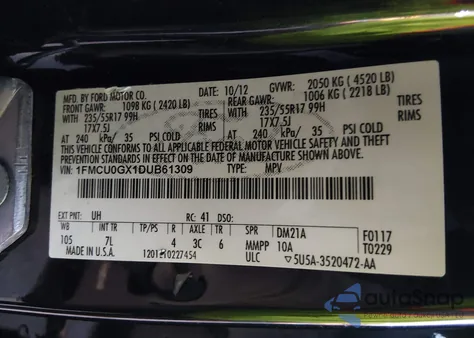 MFD. BY FORD MOTOR CO.
10/12
GVWR: 2050 KG ( 4520 LB)
FRONT GAWR: 1098 KG ( 2420 LB)
REAR GAWR: 1006 KG ( 2218 LB)
235/55R17 99H TIRES
235/55R17 99H TIRES
17X7.5J RIMS
17X7.5J RIMS
AT 240 kPa/ 35 PSI COLD
AT 240 kPa/ 35 PSI COLD
THIS VEHICLE CONFORMS TO ALL APPLICABLE FEDERAL MOTOR VEHICLE SAFETY
AND THEFT PREVENTION STANDARDS IN EFFECT ON THE DATE OF MANUFACTURE SHOWN ABOVE.
VIN: 1FMCU0GX1DUB61309
TYPE: MPV
EXT PNT: UH RC: 41 DSO:
WB INT TR TP/PS R AXLE TR SPR DM21A F0117
105 7L 4 3C 6 MMPP 10A T0229
MADE IN U.S.A.
ULC 5U5A-3520472-AA
autoSnap